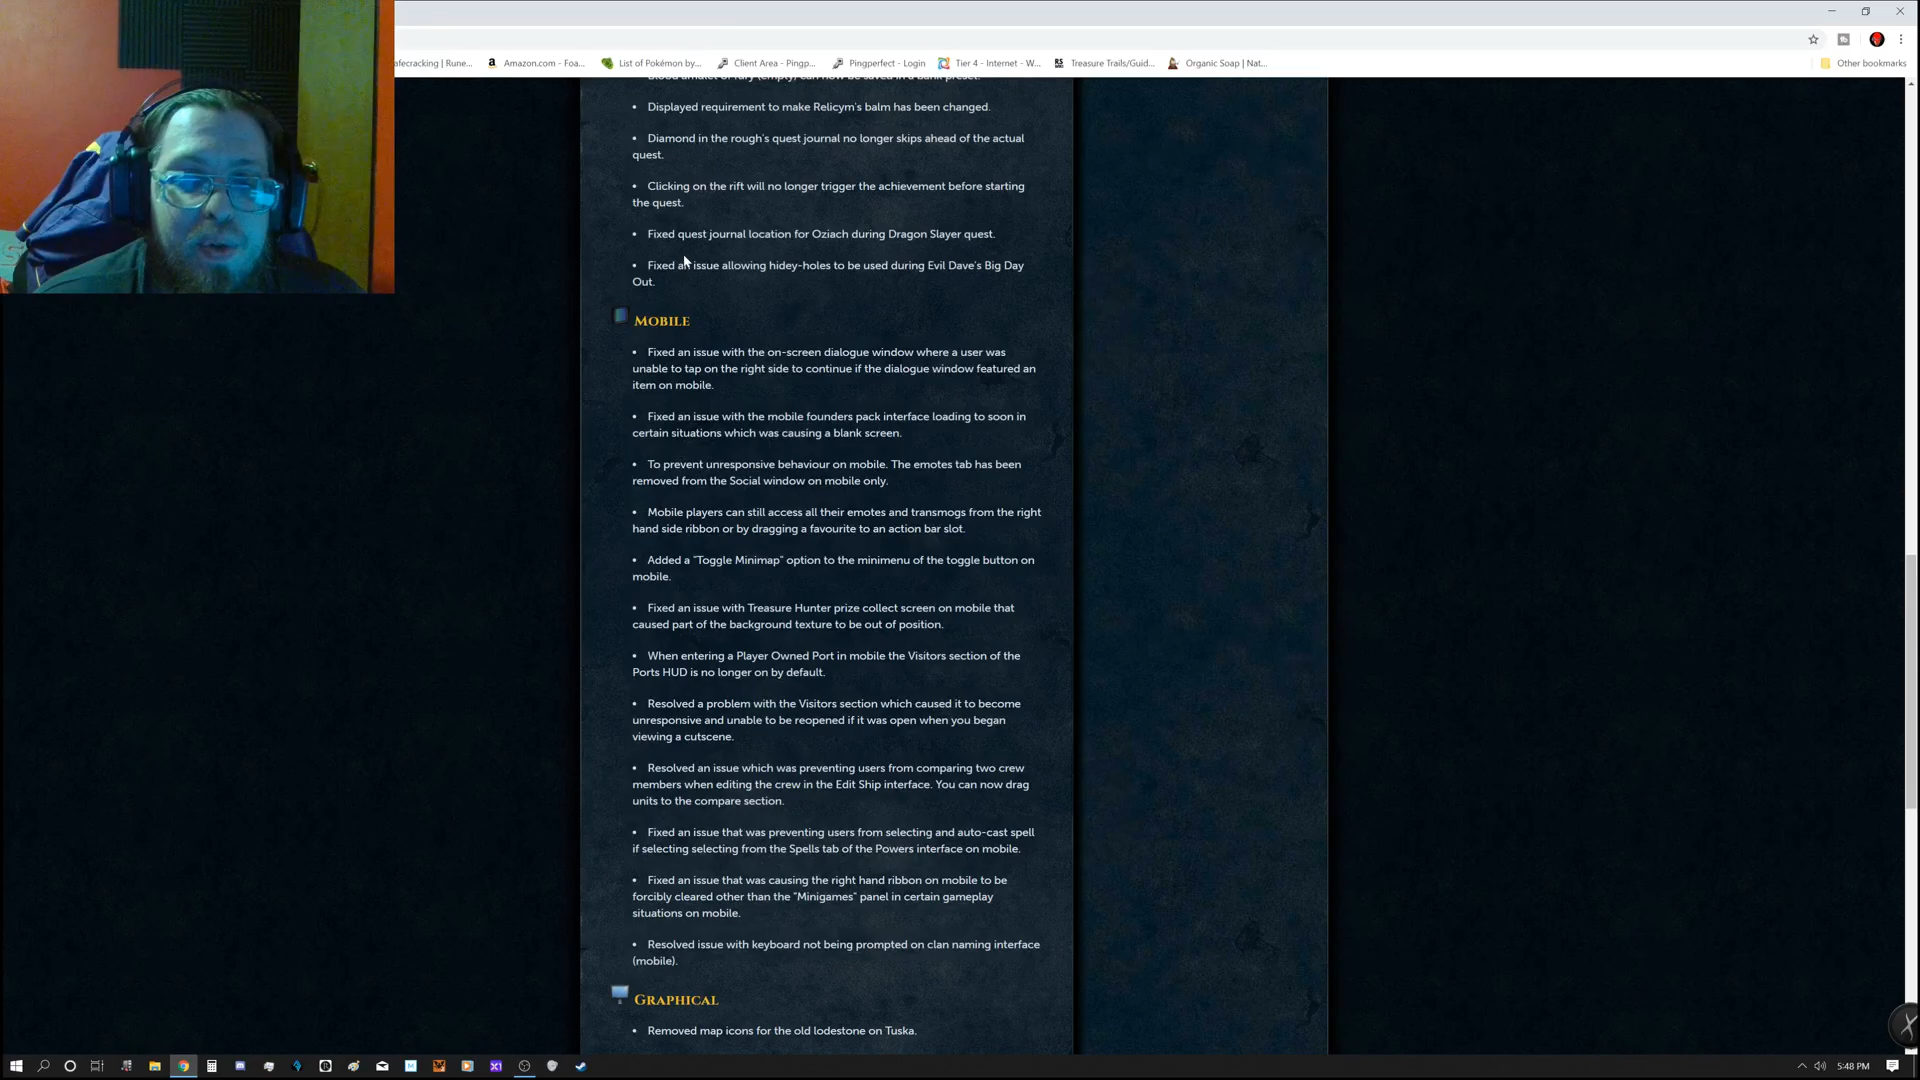 afecracking | Rune...
Amazon.com - Foa...
List of Pokémon by...
Client Area - Pingp...
Pingperfect - Login
Tier 4 - Internet - W...
Treasure Trails/Guid...
Organic Soap | Nat...
Other bookmarks
Blood amulet of fury (empty) can now be saved in a bank preset.
• Displayed requirement to make Relicym's balm has been changed.
• Diamond in the rough's quest journal no longer skips ahead of the actual
quest.
• Clicking on the rift will no longer trigger the achievement before starting
the quest.
• Fixed quest journal location for Oziach during Dragon Slayer quest.
• Fixed an issue allowing hidey-holes to be used during Evil Dave's Big Day
Out.
MOBILE
• Fixed an issue with the on-screen dialogue window where a user was
unable to tap on the right side to continue if the dialogue window featured an
item on mobile.
• Fixed an issue with the mobile founders pack interface loading to soon in
certain situations which was causing a blank screen.
• To prevent unresponsive behaviour on mobile. The emotes tab has been
removed from the Social window on mobile only.
• Mobile players can still access all their emotes and transmogs from the right
hand side ribbon or by dragging a favourite to an action bar slot.
• Added a "Toggle Minimap" option to the minimenu of the toggle button on
mobile.
• Fixed an issue with Treasure Hunter prize collect screen on mobile that
caused part of the background texture to be out of position.
• When entering a Player Owned Port in mobile the Visitors section of the
Ports HUD is no longer on by default.
• Resolved a problem with the Visitors section which caused it to become
unresponsive and unable to be reopened if it was open when you began
viewing a cutscene.
• Resolved an issue which was preventing users from comparing two crew
members when editing the crew in the Edit Ship interface. You can now drag
units to the compare section.
• Fixed an issue that was preventing users from selecting and auto-cast spell
if selecting selecting from the Spells tab of the Powers interface on mobile.
• Fixed an issue that was causing the right hand ribbon on mobile to be
forcibly cleared other than the "Minigames" panel in certain gameplay
situations on mobile.
• Resolved issue with keyboard not being prompted on clan naming interface
(mobile).
GRAPHICAL
• Removed map icons for the old lodestone on Tuska.
5:48 PM